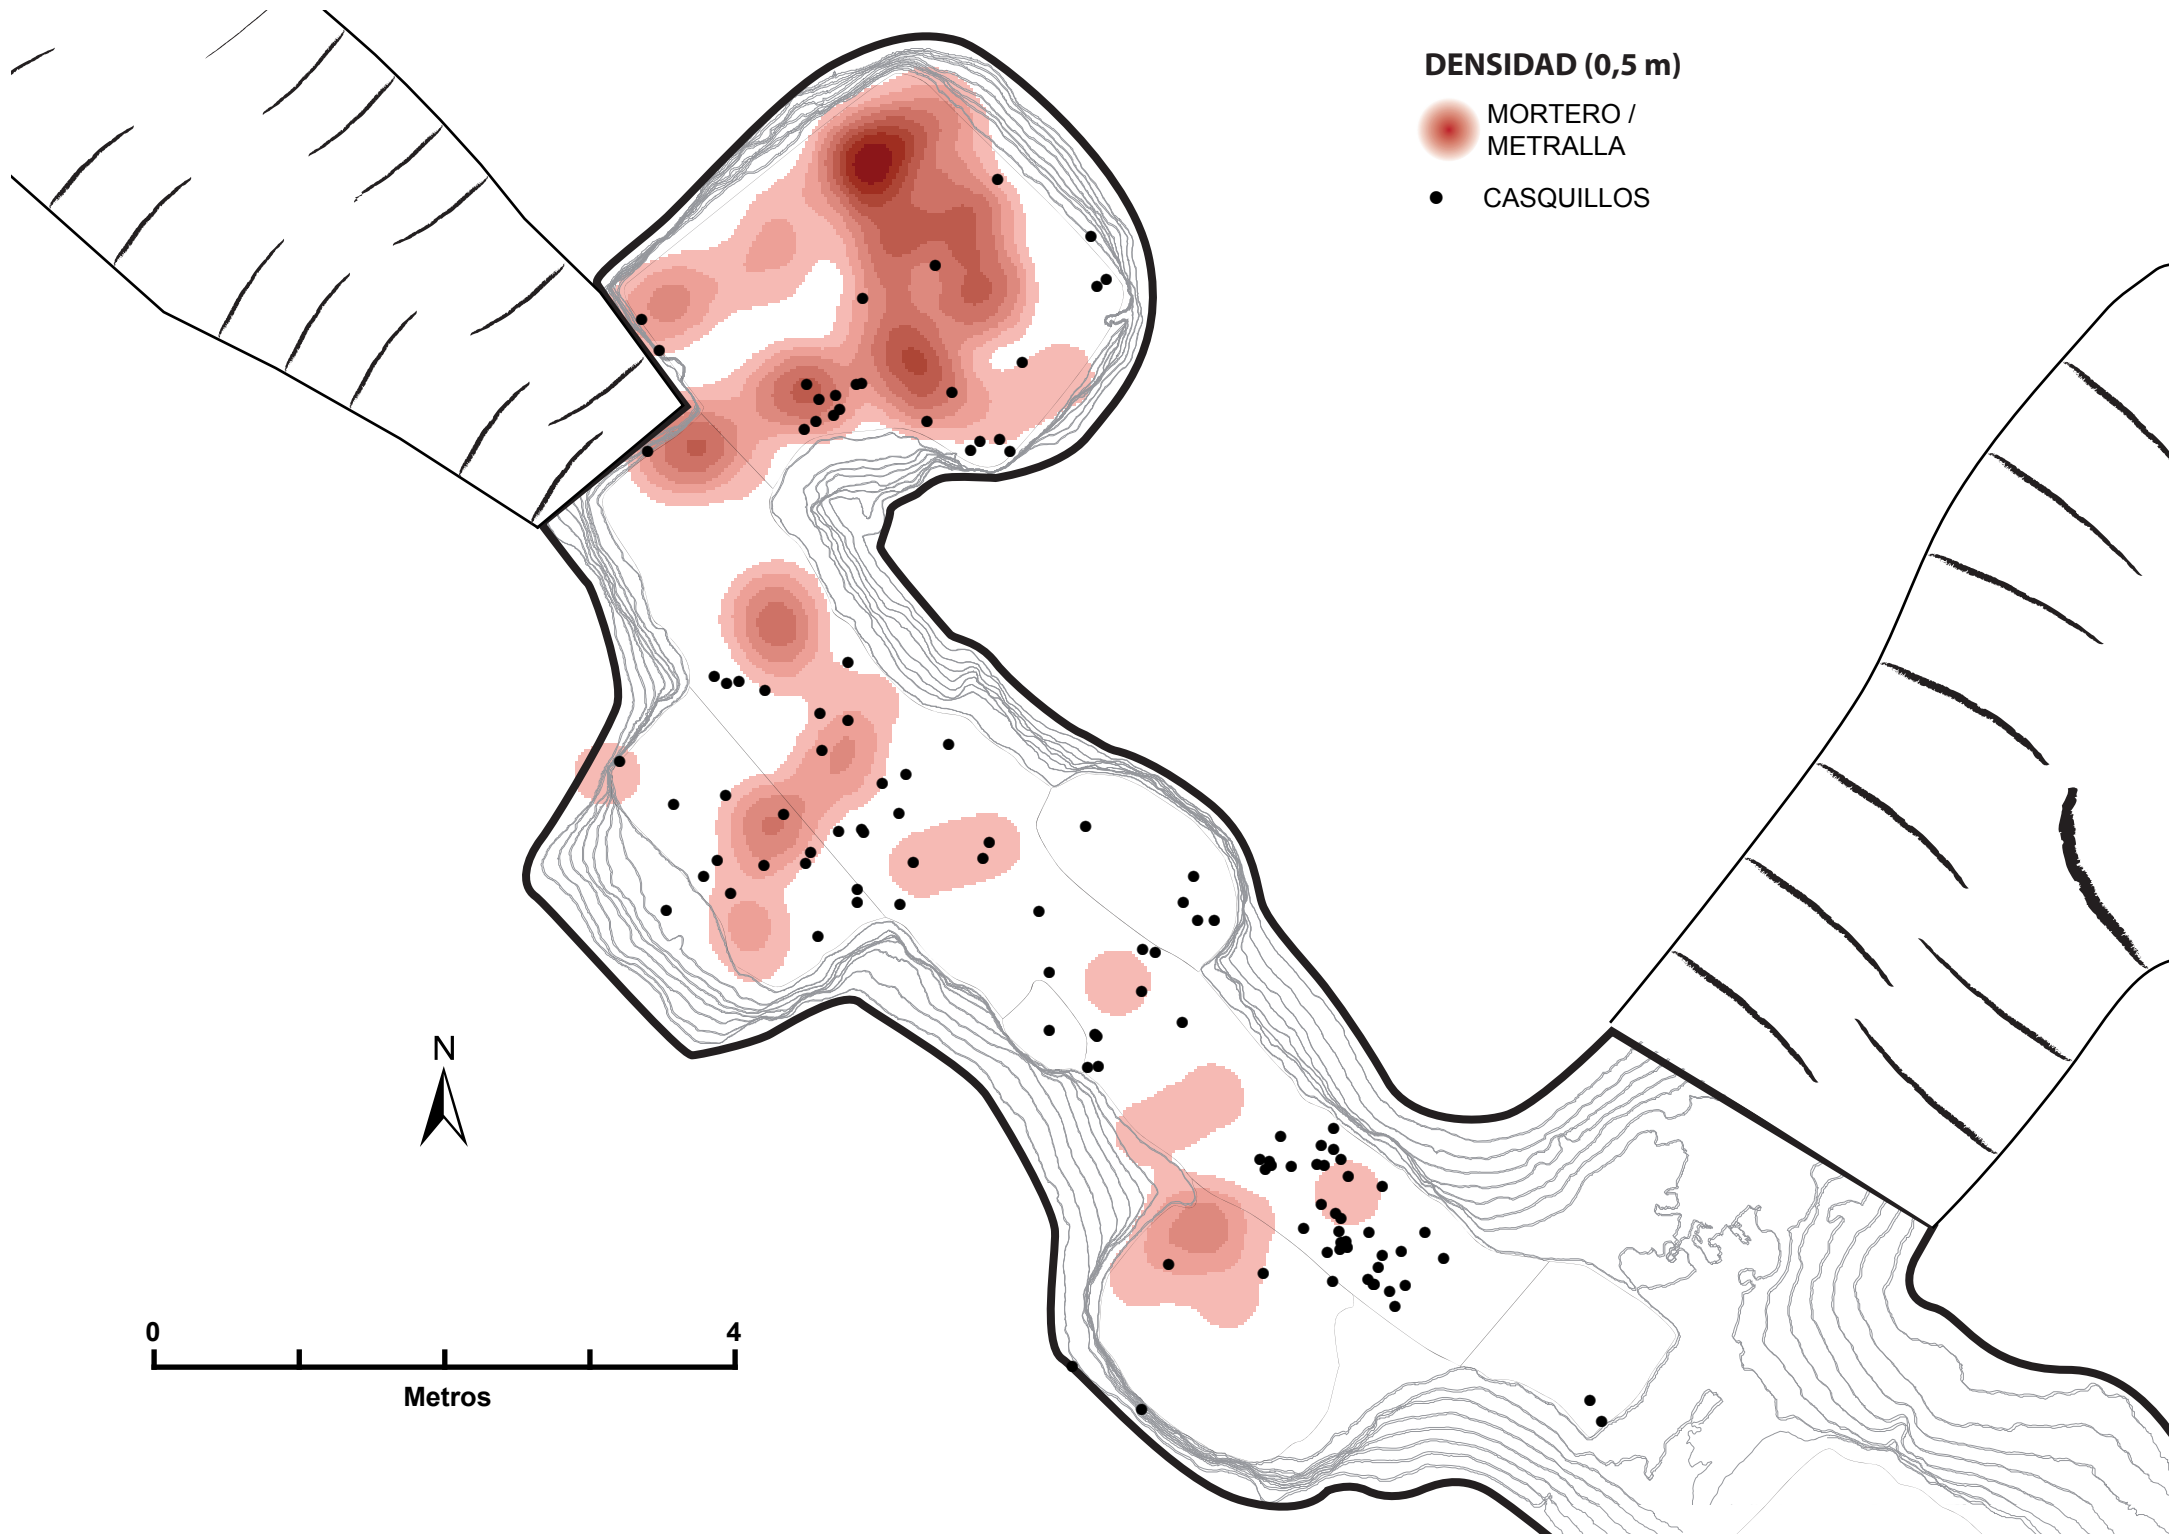 DENSIDAD (0,5 m)
MORTERO /
METRALLA
CASQUILLOS
N
0 4
Metros